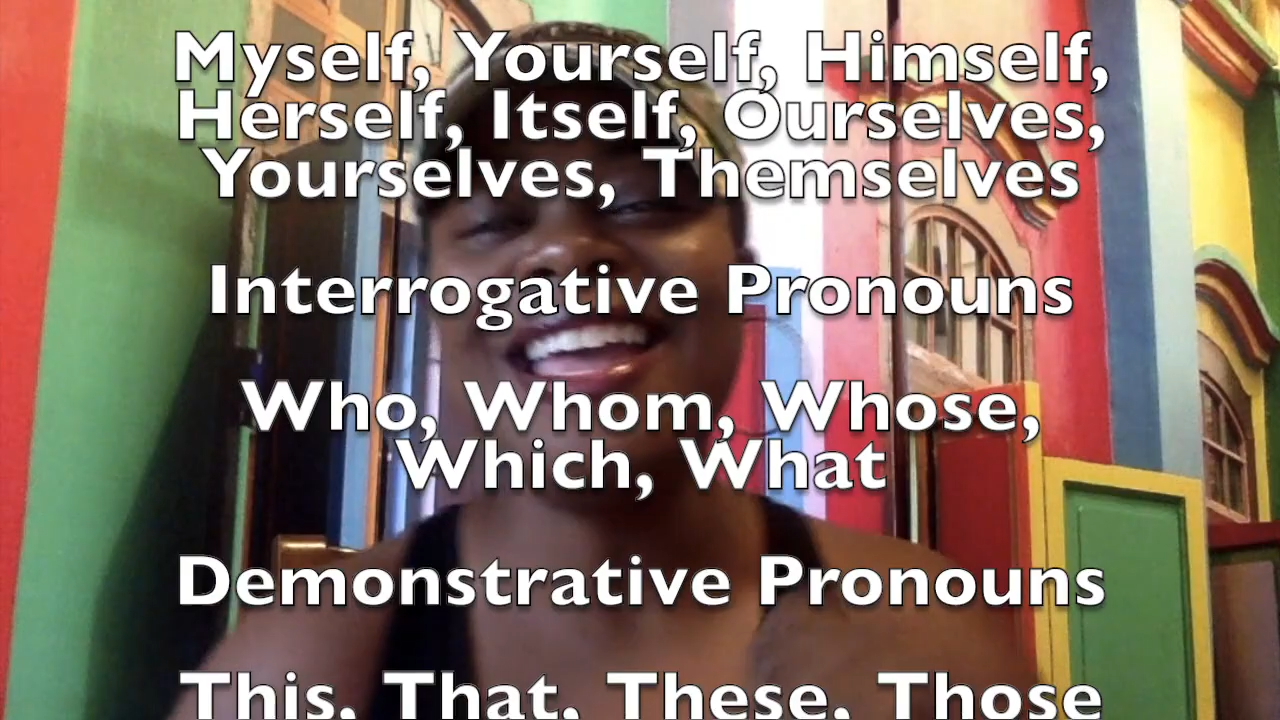 Myself, Yourself, Himself,
Herself, Itself, Ourselves,
Yourselves, Themselves
Interrogative Pronouns
Who, Whom, Whose,
Which, What
Demonstrative Pronouns
This, That, These, Those